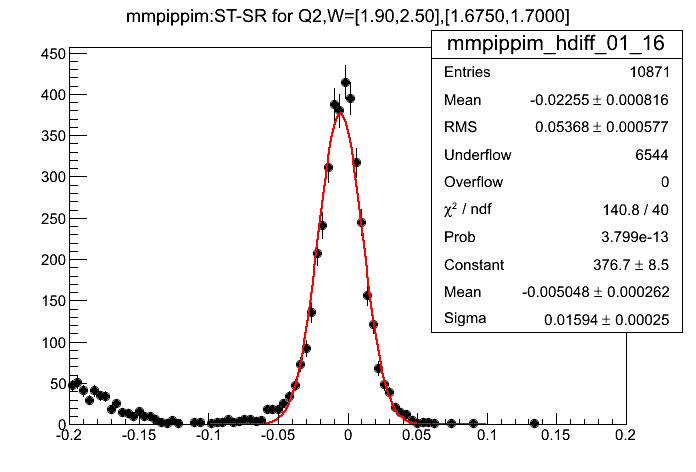 mmpippim:ST-SR for Q2,W=[1.90,2.50],[1.6750,1.7000]
mmpippim_hdiff_01_16
Entries 10871
Mean -0.02255 ± 0.000816
RMS 0.05368 ± 0.000577
Underflow 6544
Overflow 0
χ² / ndf 140.8 / 40
Prob 3.799e-13
Constant 376.7 ± 8.5
Mean -0.005048 ± 0.000262
Sigma 0.01594 ± 0.00025
450
400
350
300
250
200
150
100
50
0
-0.2 -0.15 -0.1 -0.05 0 0.05 0.1 0.15 0.2